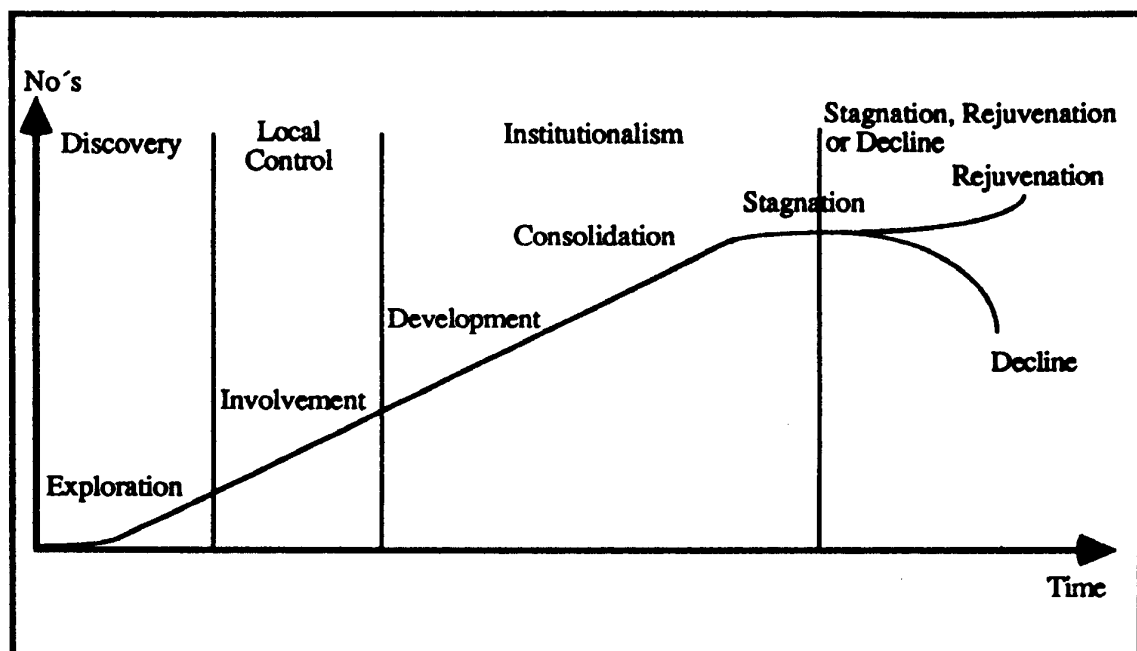 No´s
Discovery
Local
Control
Institutionalism
Stagnation, Rejuvenation
or Decline
Rejuvenation
Stagnation
Consolidation
Development
Decline
Involvement
Exploration
Time